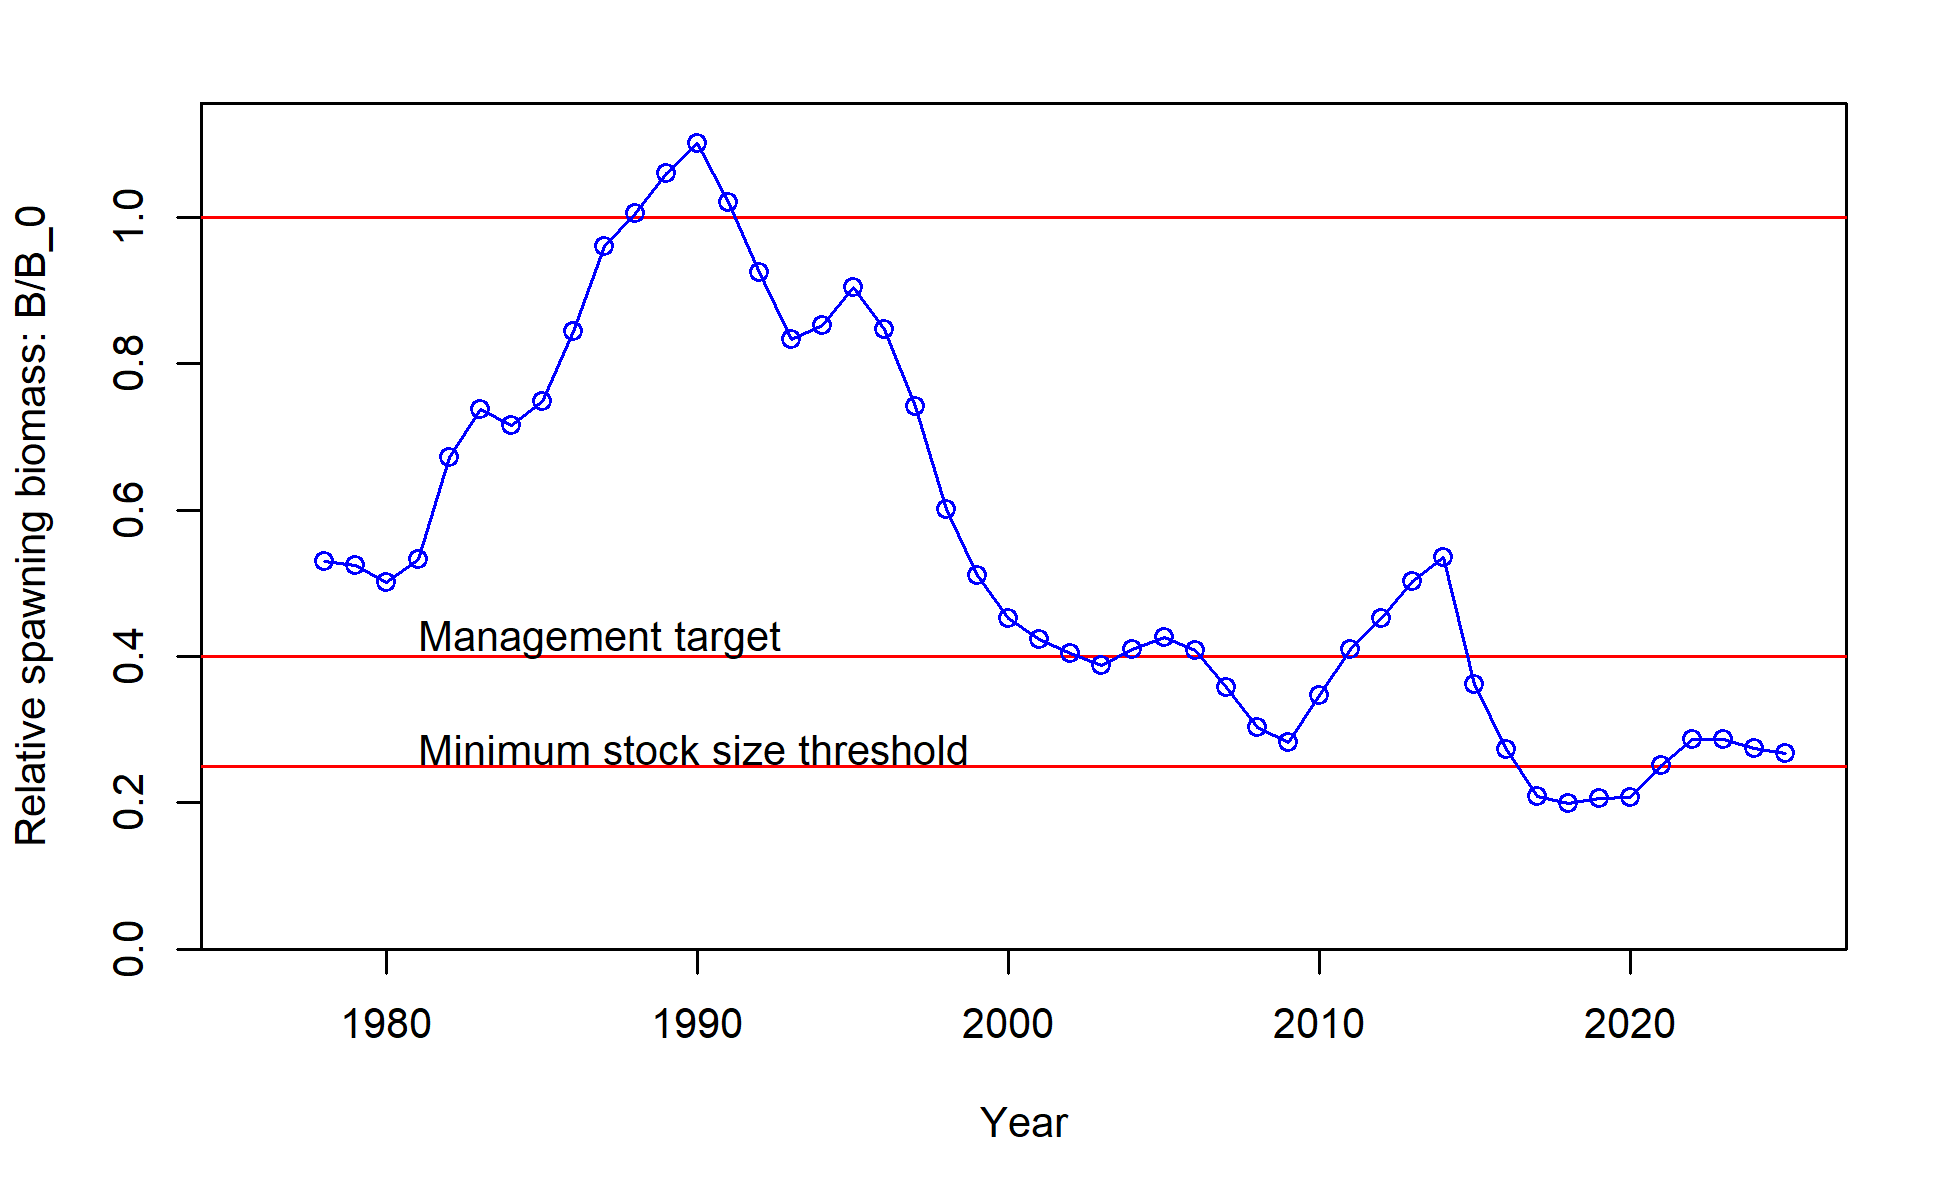 Relative spawning biomass: B/B_0
1.0
0.8
0.6
0.4
0.2
0.0
Management target
Minimum stock size threshold
1980 1990 2000 2010 2020
Year